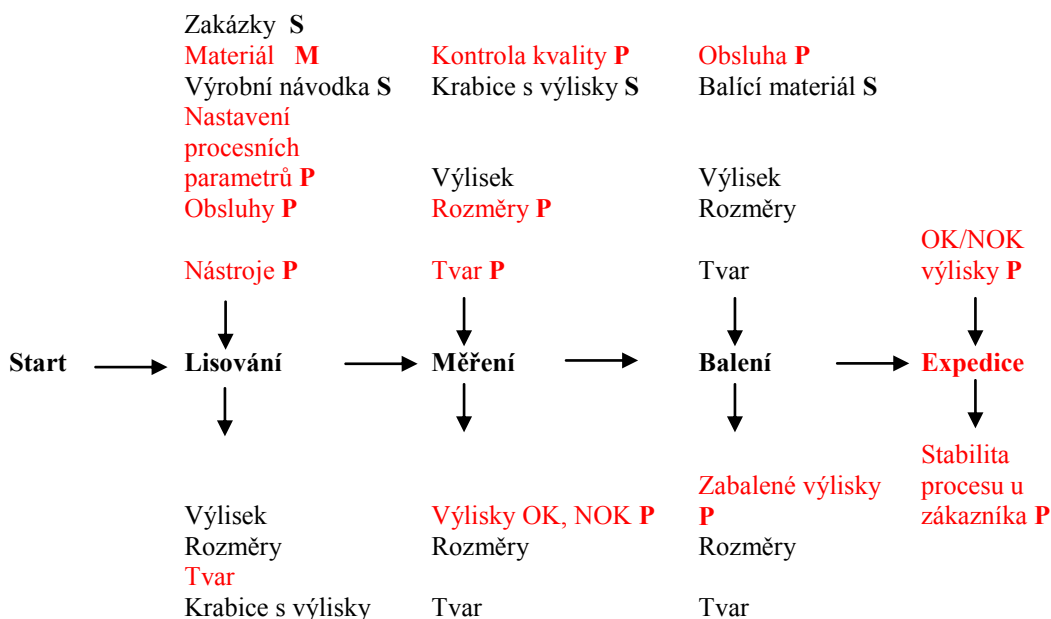 Zakázky S
Materiál M
Výrobní návodka S
Nastavení
procesních
parametrů P
Obsluhy P
Nástroje P
Kontrola kvality P
Krabice s výlisky S
Výlisek
Rozměry P
Tvar P
Obsluha P
Balící materiál S
Výlisek
Rozměry
Tvar
OK/NOK
výlisky P
Start
Lisování
Měření
Balení
Expedice
Výlisek
Rozměry
Tvar
Krabice s výlisky
Výlisky OK, NOK P
Rozměry
Tvar
Zabalené výlisky
P
Rozměry
Tvar
Stabilita
procesu u
zákazníka P